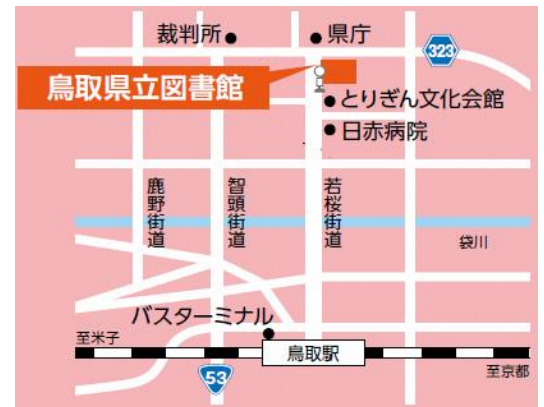 裁判所
県庁
323
鳥取県立図書館
とりぎん文化会館
日赤病院
鹿野街道
智頭街道
若桜街道
袋川
バスターミナル
至米子
鳥取駅
至京都
53